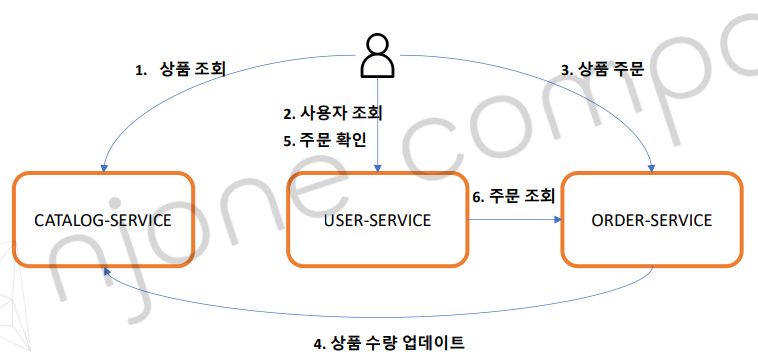 1. 상품 조회
3. 상품 주문
2. 사용자 조회
5. 주문 확인
6. 주문 조회
CATALOG-SERVICE
USER-SERVICE
ORDER-SERVICE
4. 상품 수량 업데이트
njone compa